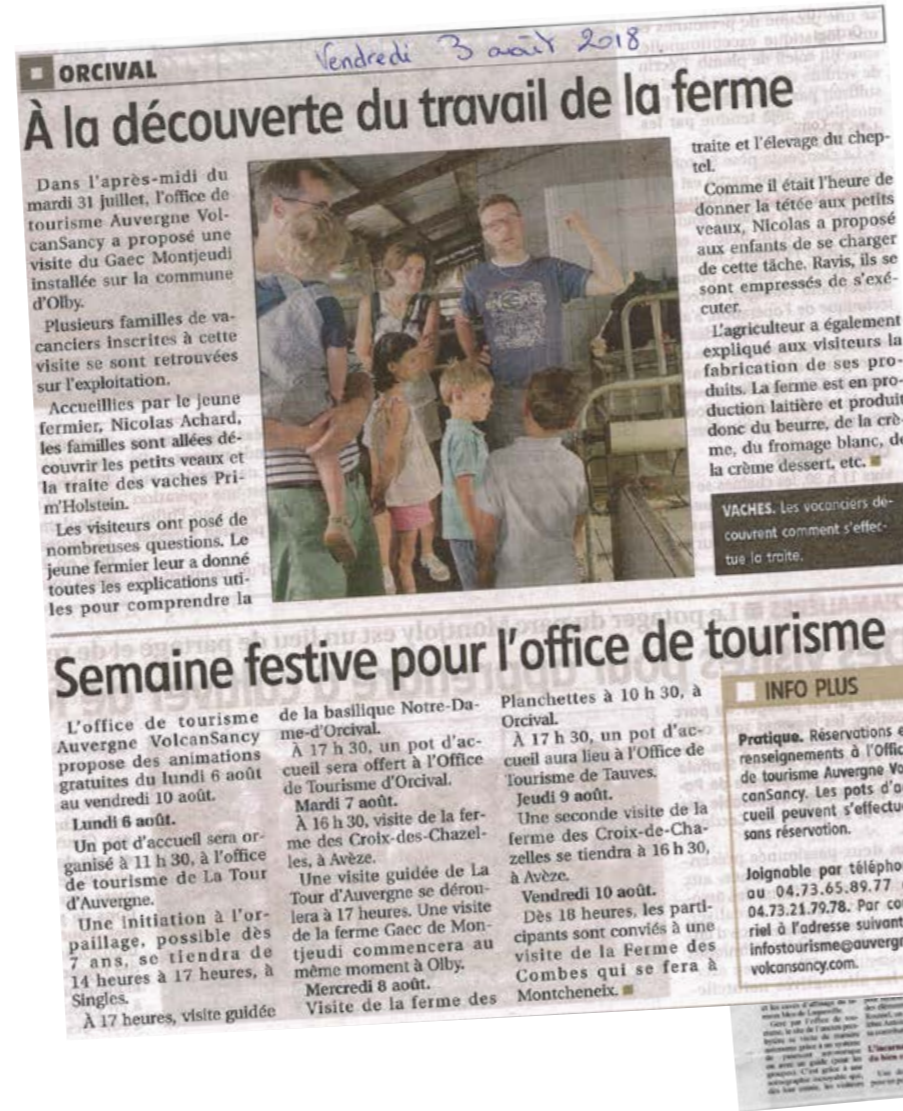 Vendredi 3 août 2018
ORCIVAL
À la découverte du travail de la ferme
Dans l'après-midi du
mardi 31 juillet, l'office de
tourisme Auvergne Vol-
canSancy a proposé une
visite du Gaec Montjeudi
installée sur la commune
d'Olby.
Plusieurs familles de va-
canciers inscrites à cette
visite se sont retrouvées
sur l'exploitation.
Accueillies par le jeune
fermier, Nicolas Achard,
les familles sont allées dé-
couvrir les petits veaux et
la traite des vaches Pri-
m'Holstein.
Les visiteurs ont posé de
nombreuses questions. Le
jeune fermier leur a donné
toutes les explications uti-
les pour comprendre la
traite et l'élevage du chep-
tel.
Comme il était l'heure de
donner la tétée aux petits
veaux, Nicolas a proposé
aux enfants de se charger
de cette tâche. Ravis, ils se
sont empressés de s'exé-
cuter.
L'agriculteur a également
expliqué aux visiteurs la
fabrication de ses pro-
duits. La ferme est en pro-
duction laitière et produit
donc du beurre, de la crè-
me, du fromage blanc, de
la crème dessert, etc.
VACHES. Les vacanciers dé-
couvrent comment s'effec-
tue la traite.
Semaine festive pour l'office de tourisme
L'office de tourisme
Auvergne VolcanSancy
propose des animations
gratuites du lundi 6 août
au vendredi 10 août.
Lundi 6 août.
Un pot d'accueil sera or-
ganisé à 11 h 30, à l'office
de tourisme de La Tour
d'Auvergne.
Une initiation à l'or-
paillage, possible dès
7 ans, se tiendra de
14 heures à 17 heures, à
Singles.
À 17 heures, visite guidée
de la basilique Notre-Da-
me-d'Orcival.
À 17 h 30, un pot d'ac-
cueil sera offert à l'Office
de Tourisme d'Orcival.
Mardi 7 août.
À 16 h 30, visite de la fer-
me des Croix-des-Chazel-
les, à Avèze.
Une visite guidée de La
Tour d'Auvergne se dérou-
lera à 17 heures. Une visite
de la ferme Gaec de Mon-
tjeudi commencera au
même moment à Olby.
Mercredi 8 août.
Visite de la ferme des
Planchettes à 10 h 30, à
Orcival.
À 17 h 30, un pot d'ac-
cueil aura lieu à l'Office de
Tourisme de Tauves.
Jeudi 9 août.
Une seconde visite de la
ferme des Croix-de-Cha-
zelles se tiendra à 16 h 30,
à Avèze.
Vendredi 10 août.
Dès 18 heures, les parti-
cipants sont conviés à une
visite de la Ferme des
Combes qui se fera à
Montcheneix.
INFO PLUS
Pratique. Réservations e
renseignements à l'Offic
de tourisme Auvergne Vo
canSancy. Les pots d'ac
cueil peuvent s'effectue
sans réservation.
Joignable par télépho
au 04.73.65.89.77
04.73.21.79.78. Par cou
riel à l'adresse suivant
infostourisme@auverg
volcansancy.com.